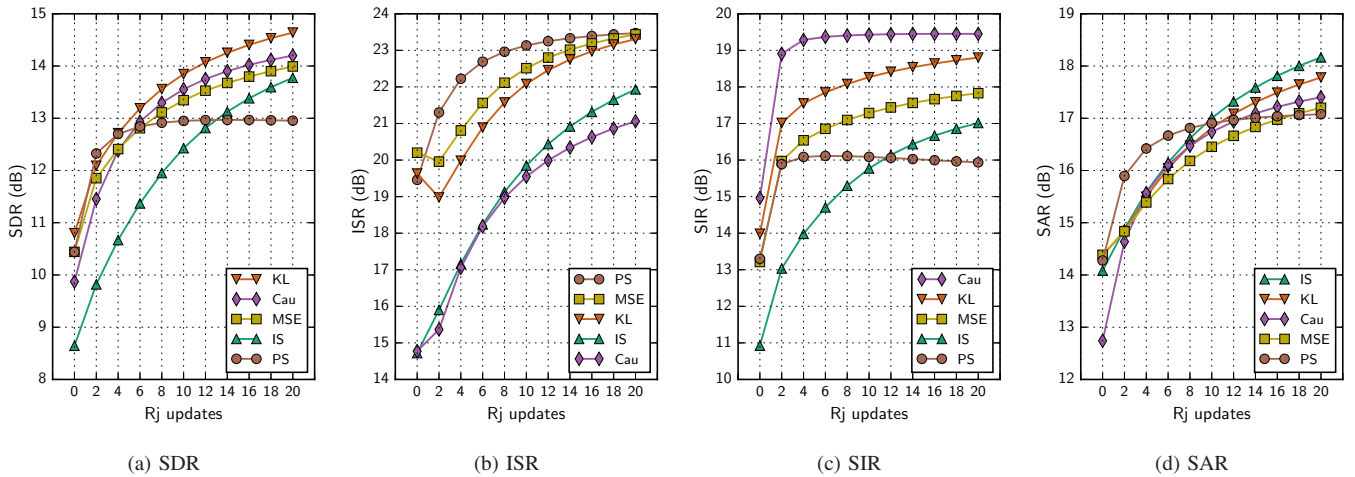 SDR (dB)
15
14
13
12
11
10
9
8
0 2 4 6 8 10 12 14 16 18 20
Rj updates
KL
Cau
MSE
IS
PS
(a) SDR
ISR (dB)
24
23
22
21
20
19
18
17
16
15
14
0 2 4 6 8 10 12 14 16 18 20
Rj updates
PS
MSE
KL
IS
Cau
(b) ISR
SIR (dB)
20
19
18
17
16
15
14
13
12
11
10
0 2 4 6 8 10 12 14 16 18 20
Rj updates
Cau
KL
MSE
IS
PS
(c) SIR
SAR (dB)
19
18
17
16
15
14
13
12
0 2 4 6 8 10 12 14 16 18 20
Rj updates
IS
KL
Cau
MSE
PS
(d) SAR